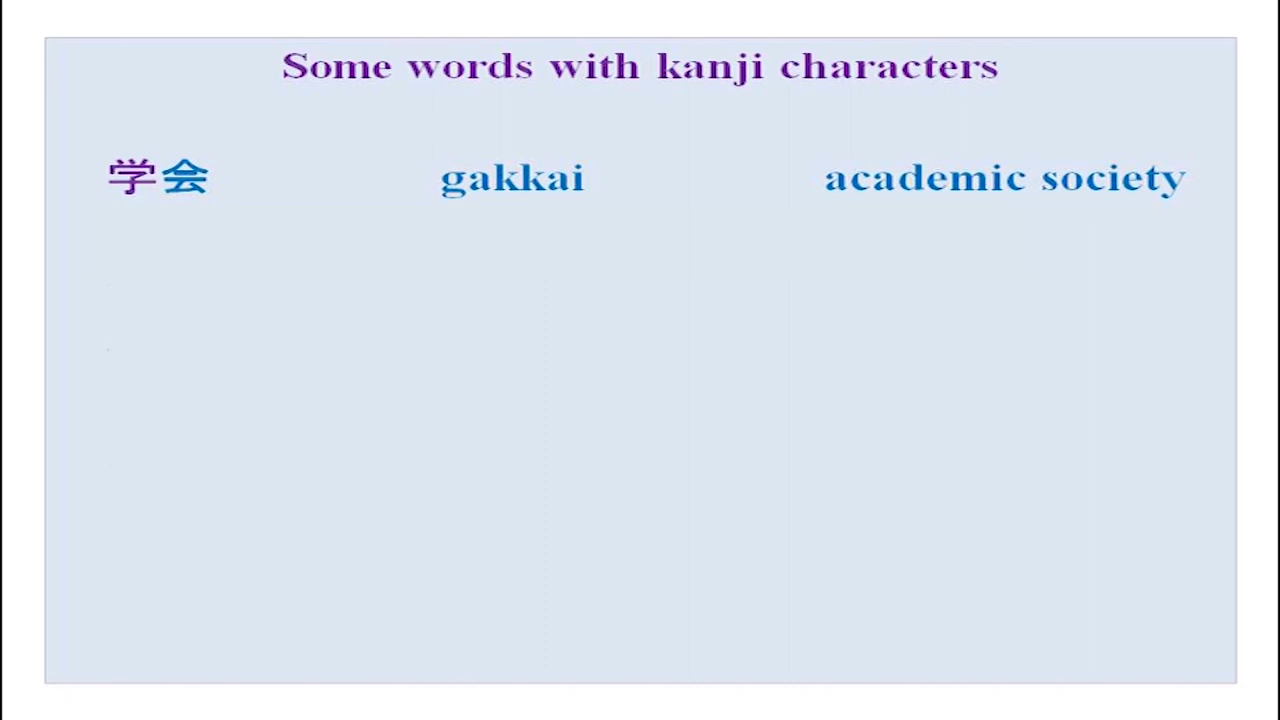 Some words with kanji characters
学会 gakkai academic society